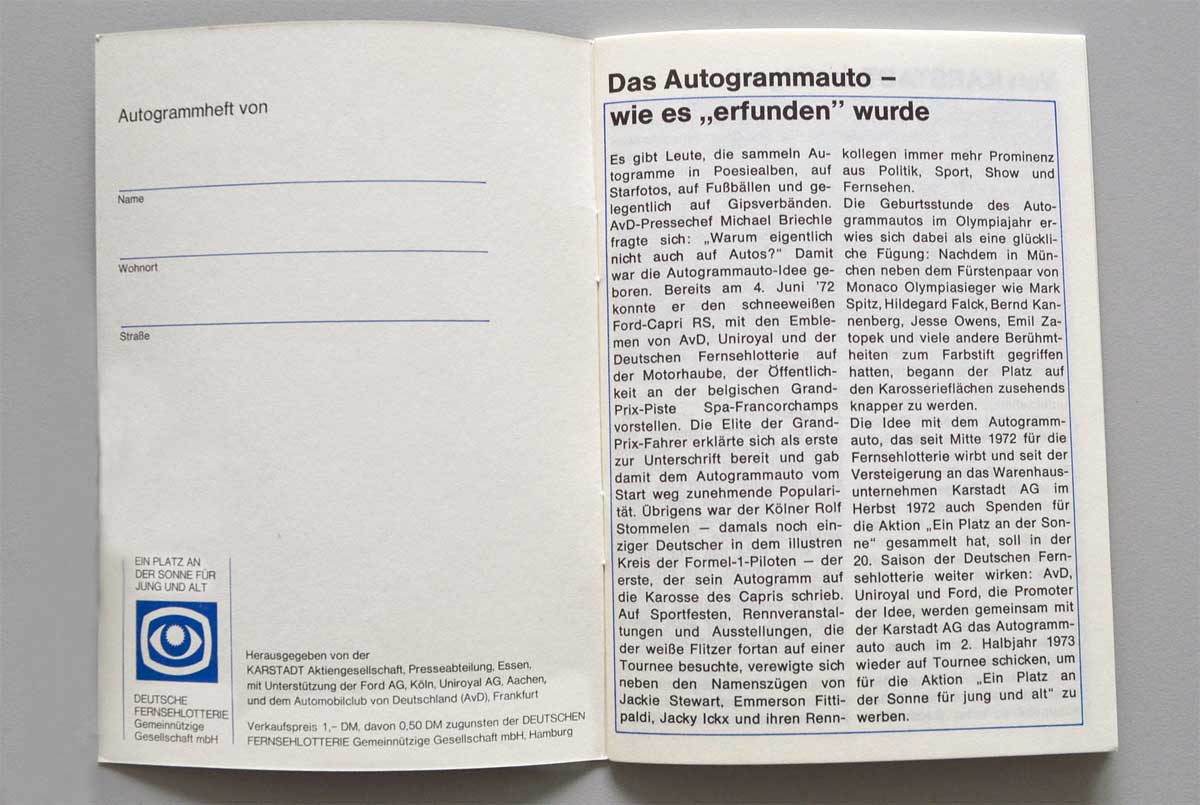 Autogrammheft von
Name
Wohnort
Straße
EIN PLATZ AN
DER SONNE FÜR
JUNG UND ALT
DEUTSCHE
FERNSEHLOTTERIE
Gemeinnützige
Gesellschaft mbH
Herausgegeben von der
KARSTADT Aktiengesellschaft, Presseabteilung, Essen,
mit Unterstützung der Ford AG, Köln, Uniroyal AG, Aachen,
und dem Automobilclub von Deutschland (AvD), Frankfurt
Verkaufspreis 1,– DM, davon 0,50 DM zugunsten der DEUTSCHEN
FERNSEHLOTTERIE Gemeinnützige Gesellschaft mbH, Hamburg
Das Autogrammauto –
wie es „erfunden” wurde
Es gibt Leute, die sammeln Au-
togramme in Poesiealben, auf
Starfotos, auf Fußbällen und ge-
legentlich auf Gipsverbänden.
AvD-Pressechef Michael Briechle
fragte sich: „Warum eigentlich
nicht auch auf Autos?“ Damit
war die Autogrammauto-Idee ge-
boren. Bereits am 4. Juni '72
konnte er den schneeweißen
Ford-Capri RS, mit den Emble-
men von AvD, Uniroyal und der
Deutschen Fernsehlotterie auf
der Motorhaube, der Öffentlich-
keit an der belgischen Grand-
Prix-Piste Spa-Francorchamps
vorstellen. Die Elite der Grand-
Prix-Fahrer erklärte sich als erste
zur Unterschrift bereit und gab
damit dem Autogrammauto vom
Start weg zunehmende Populari-
tät. Übrigens war der Kölner Rolf
Stommelen – damals noch ein-
ziger Deutscher in dem illustren
Kreis der Formel-1-Piloten – der
erste, der sein Autogramm auf
die Karosse des Capris schrieb.
Auf Sportfesten, Rennveranstal-
tungen und Ausstellungen, die
der weiße Flitzer fortan auf einer
Tournee besuchte, verewigte sich
neben den Namenszügen von
Jackie Stewart, Emmerson Fitti-
paldi, Jacky Ickx und ihren Renn-
kollegen immer mehr Prominenz
aus Politik, Sport, Show und
Fernsehen.
Die Geburtsstunde des Auto-
grammautos im Olympiajahr er-
wies sich dabei als eine glückli-
che Fügung: Nachdem in Mün-
chen neben dem Fürstenpaar von
Monaco Olympiasieger wie Mark
Spitz, Hildegard Falck, Bernd Kan-
nenberg, Jesse Owens, Emil Za-
topek und viele andere Berühmt-
heiten zum Farbstift gegriffen
hatten, begann der Platz auf
den Karosserieflächen zusehends
knapper zu werden.
Die Idee mit dem Autogramm-
auto, das seit Mitte 1972 für die
Fernsehlotterie wirbt und seit der
Versteigerung an das Warenhaus-
unternehmen Karstadt AG im
Herbst 1972 auch Spenden für
die Aktion „Ein Platz an der Son-
ne“ gesammelt hat, soll in der
20. Saison der Deutschen Fern-
sehlotterie weiter wirken: AvD,
Uniroyal und Ford, die Promoter
der Idee, werden gemeinsam mit
der Karstadt AG das Autogramm-
auto auch im 2. Halbjahr 1973
wieder auf Tournee schicken, um
für die Aktion „Ein Platz an
der Sonne für jung und alt“ zu
werben.